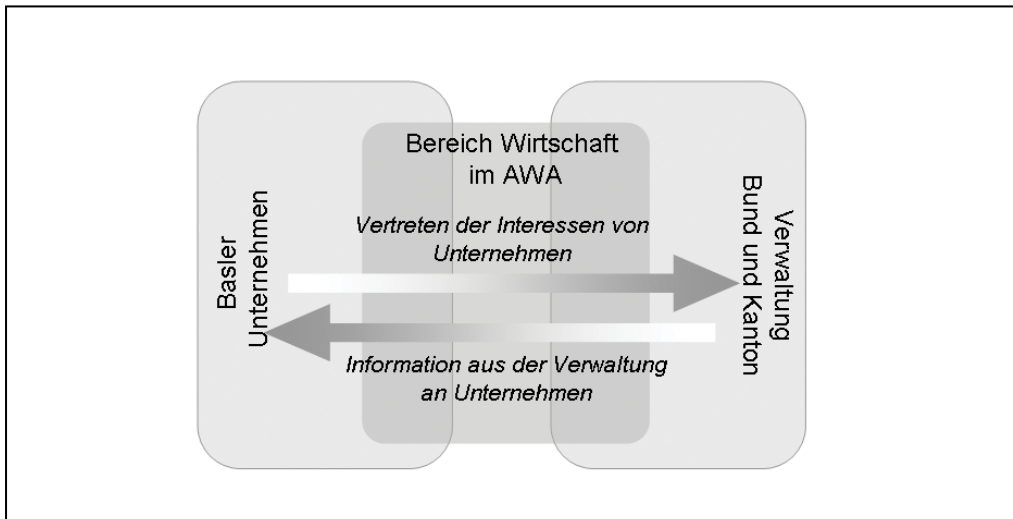 Bereich Wirtschaft
im AWA
Basler
Unternehmen
Vertreten der Interessen von
Unternehmen
Information aus der Verwaltung
an Unternehmen
Verwaltung
Bund und Kanton